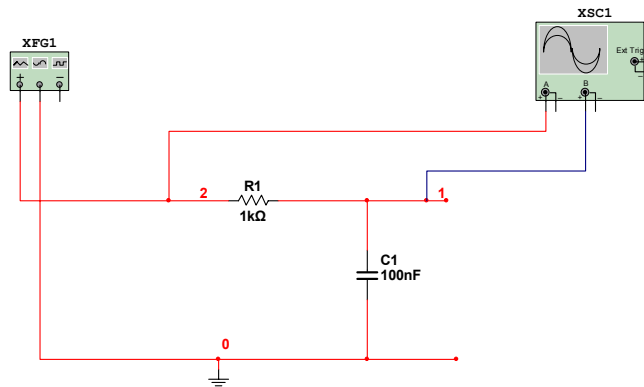 XFG1
XSC1
Ext Trig
+
–
A
B
+ – + –
+ –
2
R1
1kΩ
1
C1
100nF
0